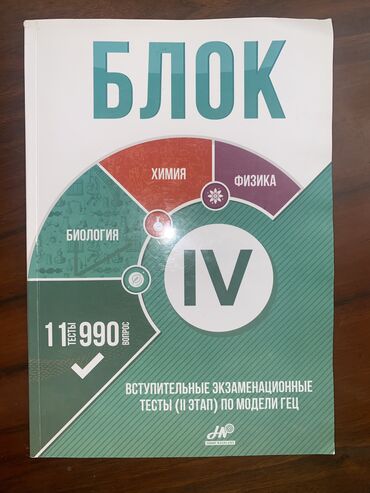 БЛОК
ХИМИЯ
ФИЗИКА
БИОЛОГИЯ
IV
11 ТЕСТЫ 990 ВОПРОС
ВСТУПИТЕЛЬНЫЕ ЭКЗАМЕНАЦИОННЫЕ
ТЕСТЫ (II ЭТАП) ПО МОДЕЛИ ГЕЦ